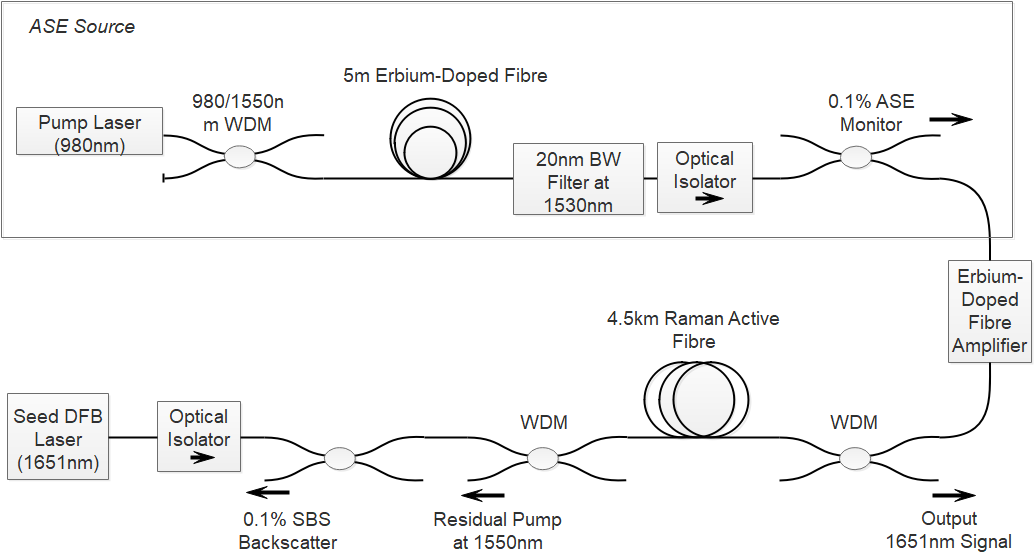 ASE Source
5m Erbium-Doped Fibre
980/1550n
m WDM
0.1% ASE
Monitor
Pump Laser
(980nm)
20nm BW
Filter at
1530nm
Optical
Isolator
Erbium-
Doped
Fibre
Amplifier
4.5km Raman Active
Fibre
Seed DFB
Laser
(1651nm)
Optical
Isolator
WDM
WDM
0.1% SBS
Backscatter
Residual Pump
at 1550nm
Output
1651nm Signal